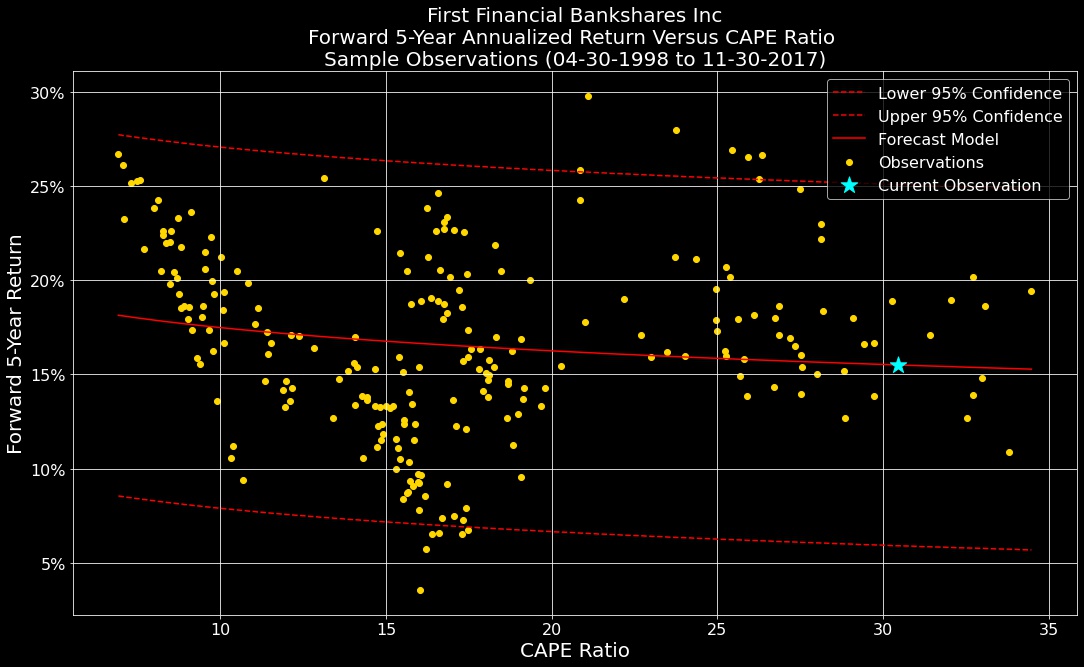 First Financial Bankshares Inc
Forward 5-Year Annualized Return Versus CAPE Ratio
Sample Observations (04-30-1998 to 11-30-2017)
Lower 95% Confidence
Upper 95% Confidence
Forecast Model
Observations
Current Observation
Forward 5-Year Return
30%
25%
20%
15%
10%
5%
10 15 20 25 30 35
CAPE Ratio